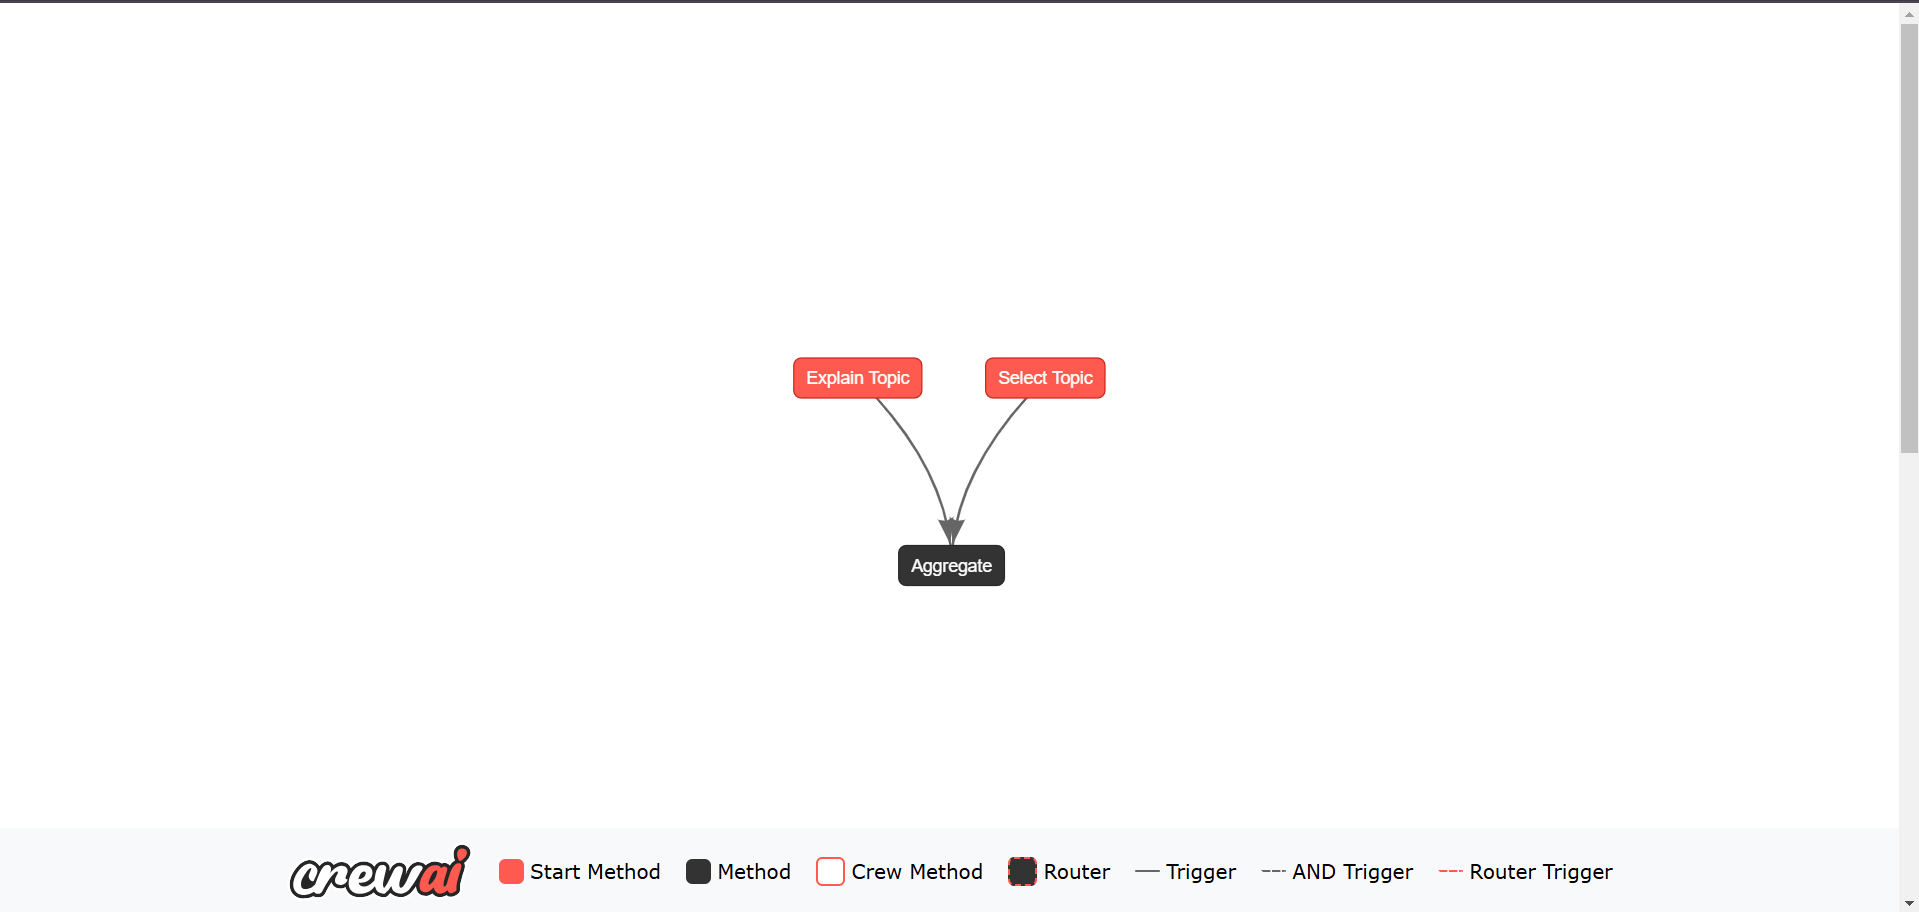 Explain Topic
Select Topic
Aggregate
crewai
Start Method
Method
Crew Method
Router
Trigger
AND Trigger
Router Trigger